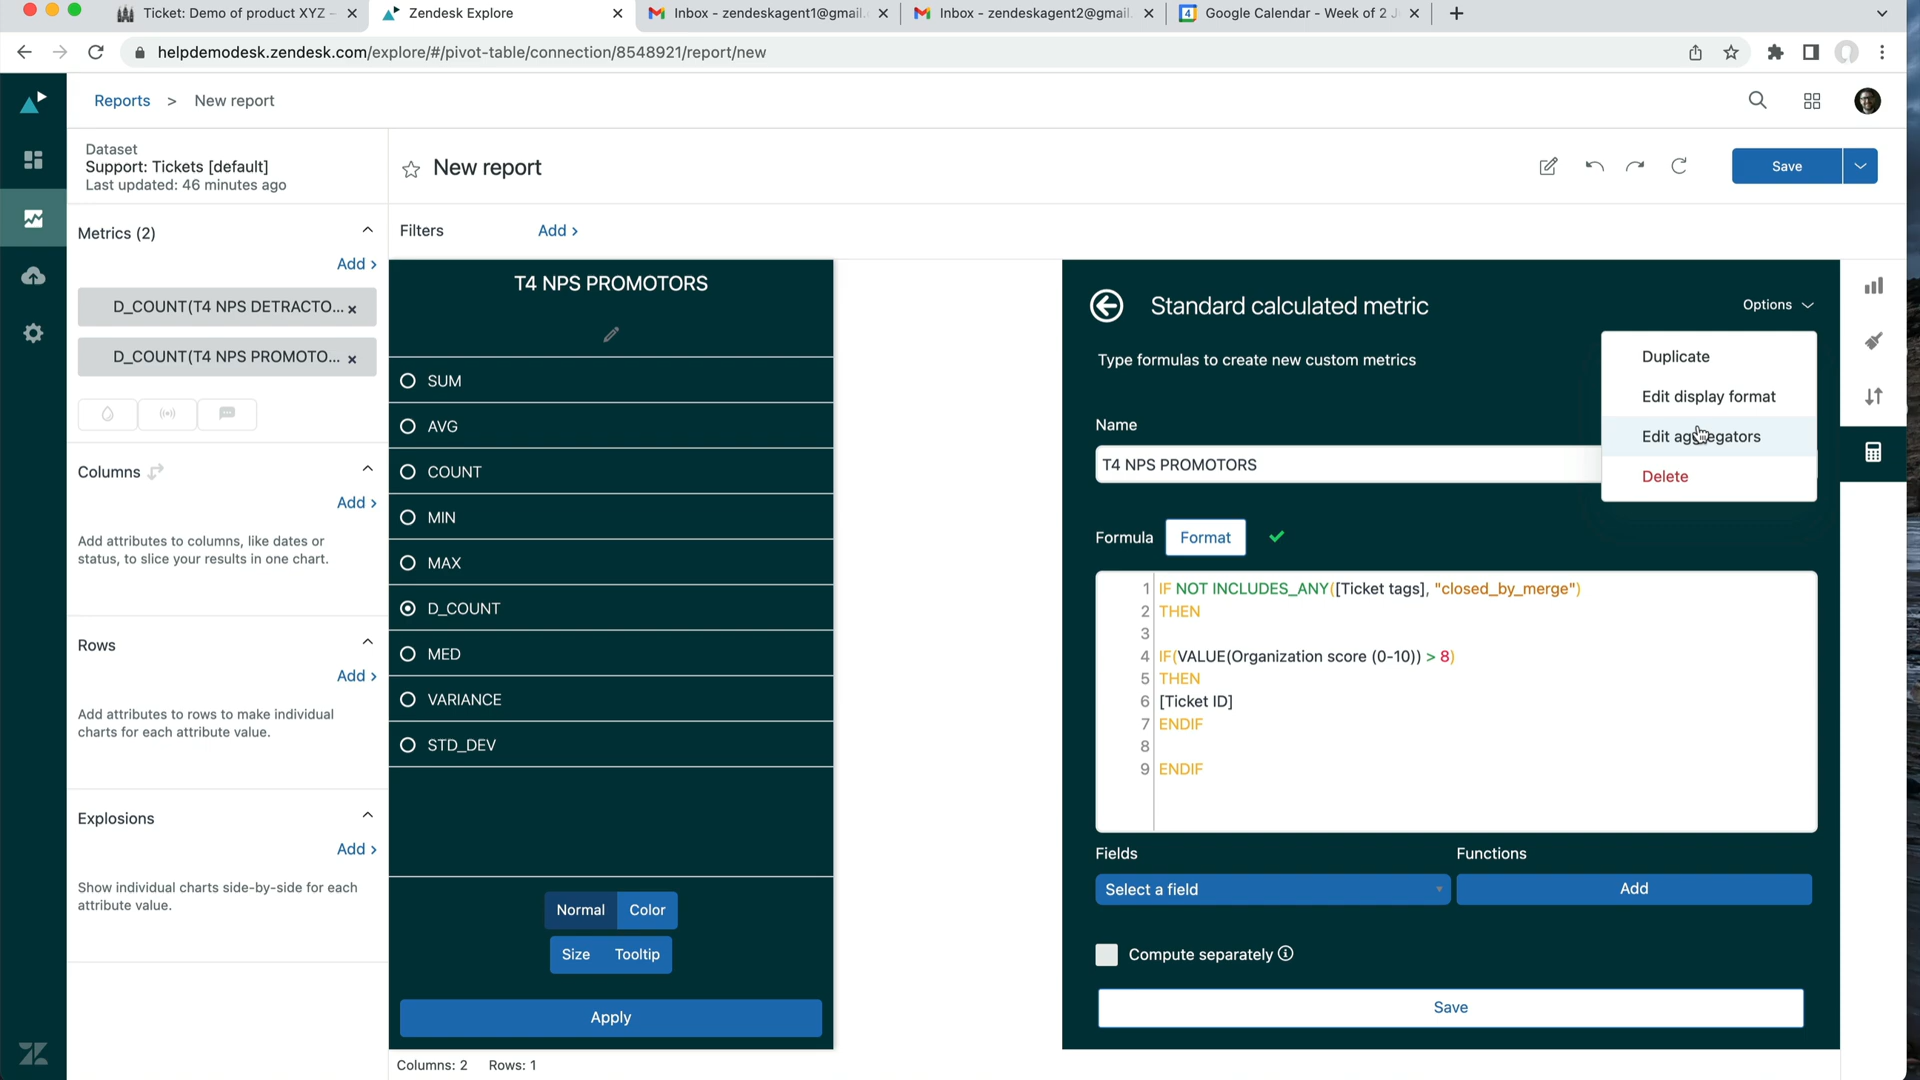 Ticket: Demo of product XYZ -
Zendesk Explore
Inbox - zendeskagent1@gmail.
Inbox - zendeskagent2@gmail.
Google Calendar - Week of 2 J
helpdemodesk.zendesk.com/explore/#/pivot-table/connection/8548921/report/new
Reports > New report
Dataset
Support: Tickets [default]
Last updated: 46 minutes ago
New report
Save
Metrics (2)
Add >
D_COUNT(T4 NPS DETRACTO... ×
D_COUNT(T4 NPS PROMOTO... ×
Columns
Add >
Add attributes to columns, like dates or
status, to slice your results in one chart.
Rows
Add >
Add attributes to rows to make individual
charts for each attribute value.
Explosions
Add >
Show individual charts side-by-side for each
attribute value.
Filters
Add >
T4 NPS PROMOTORS
SUM
AVG
COUNT
MIN
MAX
D_COUNT
MED
VARIANCE
STD_DEV
Normal Color
Size Tooltip
Apply
Columns: 2 Rows: 1
Standard calculated metric
Options
Type formulas to create new custom metrics
Duplicate
Edit display format
Edit aggregators
Delete
Name
T4 NPS PROMOTORS
Formula Format
1 IF NOT INCLUDES_ANY([Ticket tags], "closed_by_merge")
2 THEN
3
4 IF(VALUE(Organization score (0-10)) > 8)
5 THEN
6 [Ticket ID]
7 ENDIF
8
9 ENDIF
Fields
Functions
Select a field
Add
Compute separately
Save